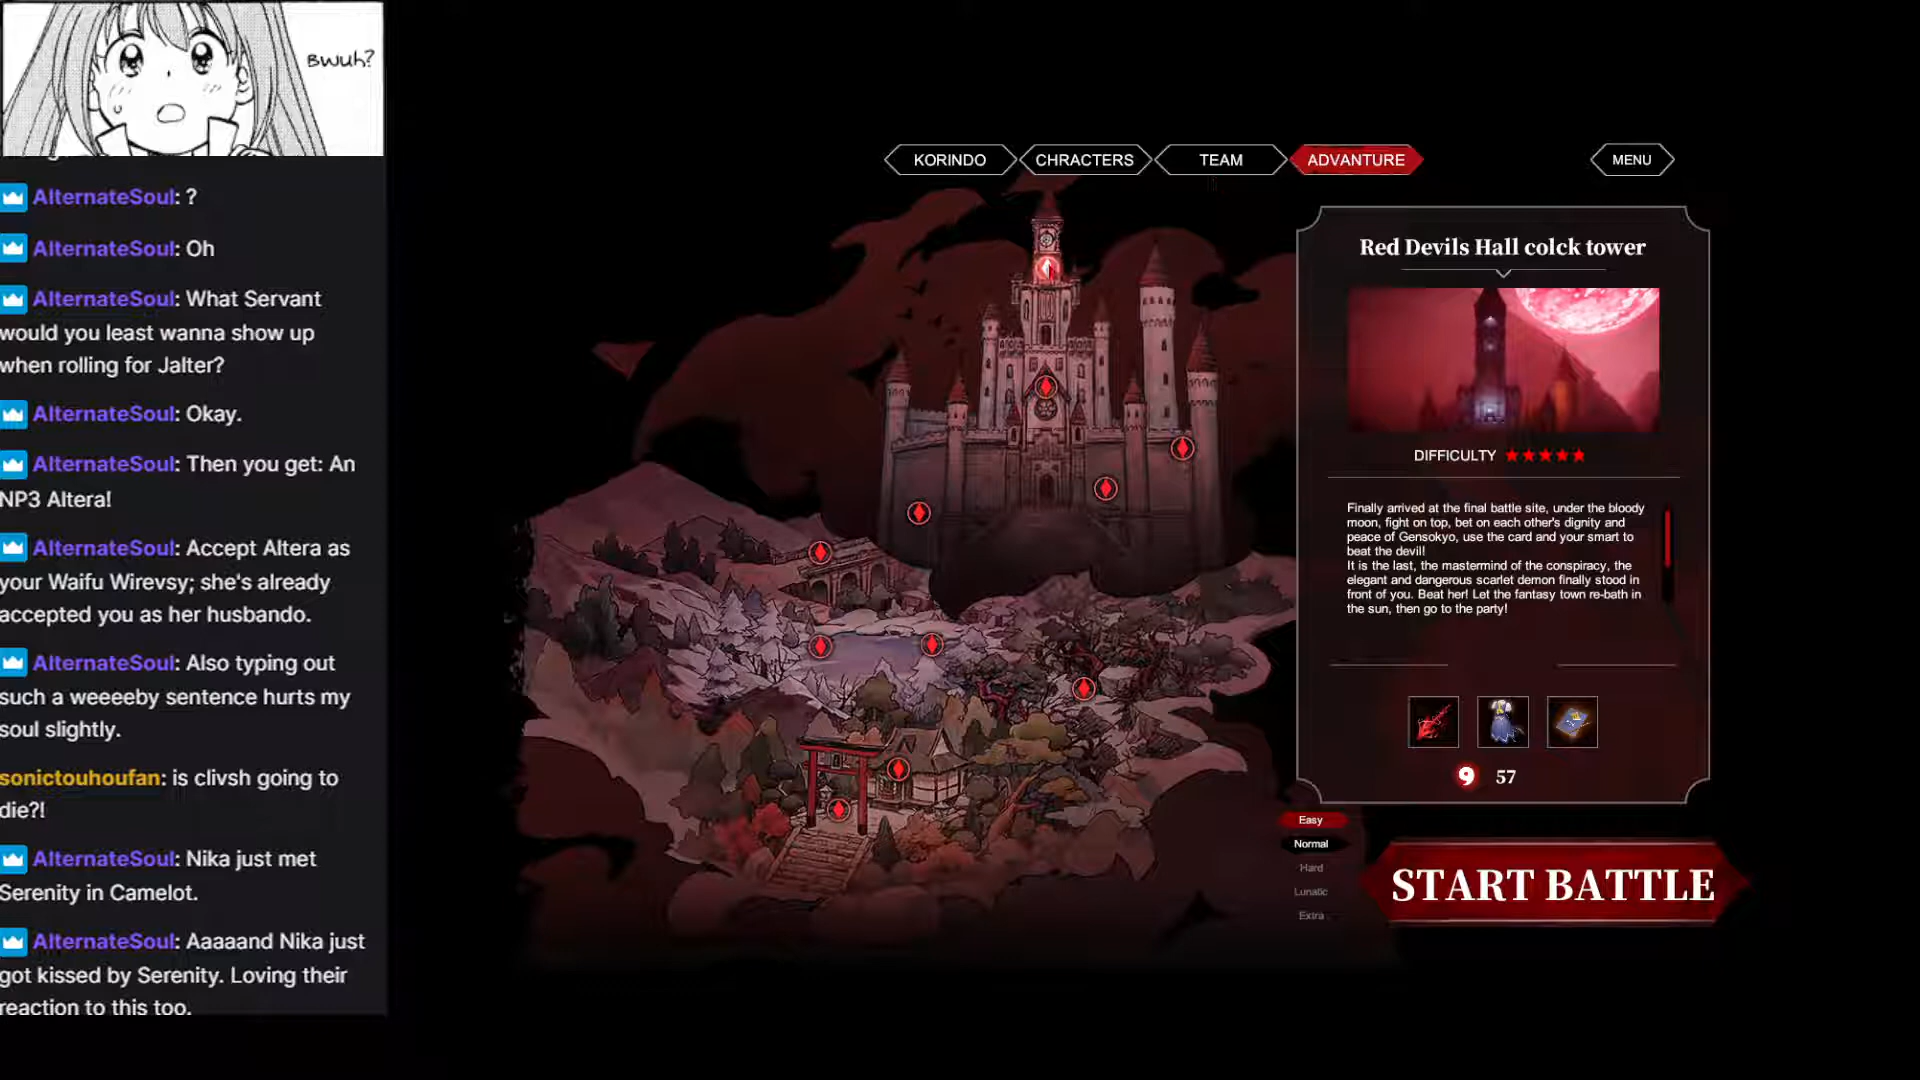 Bwuh?
AlternateSoul: ?
AlternateSoul: Oh
AlternateSoul: What Servant
would you least wanna show up
when rolling for Jalter?
AlternateSoul: Okay.
AlternateSoul: Then you get: An
NP3 Altera!
AlternateSoul: Accept Altera as
your Waifu Wirevsy; she's already
accepted you as her husbando.
AlternateSoul: Also typing out
such a weeeeby sentence hurts my
soul slightly.
sonictouhoufan: is clivsh going to
die?!
AlternateSoul: Nika just met
Serenity in Camelot.
AlternateSoul: Aaaaand Nika just
got kissed by Serenity. Loving their
reaction to this too.
KORINDO
CHRACTERS
TEAM
ADVANTURE
MENU
Red Devils Hall colck tower
DIFFICULTY ★★★★★
Finally arrived at the final battle site, under the bloody
moon, fight on top, bet on each other's dignity and
peace of Gensokyo, use the card and your smart to
beat the devil!
It is the last, the mastermind of the conspiracy, the
elegant and dangerous scarlet demon finally stood in
front of you. Beat her! Let the fantasy town re-bath in
the sun, then go to the party!
57
Easy
Normal
Hard
Lunatic
Extra
START BATTLE